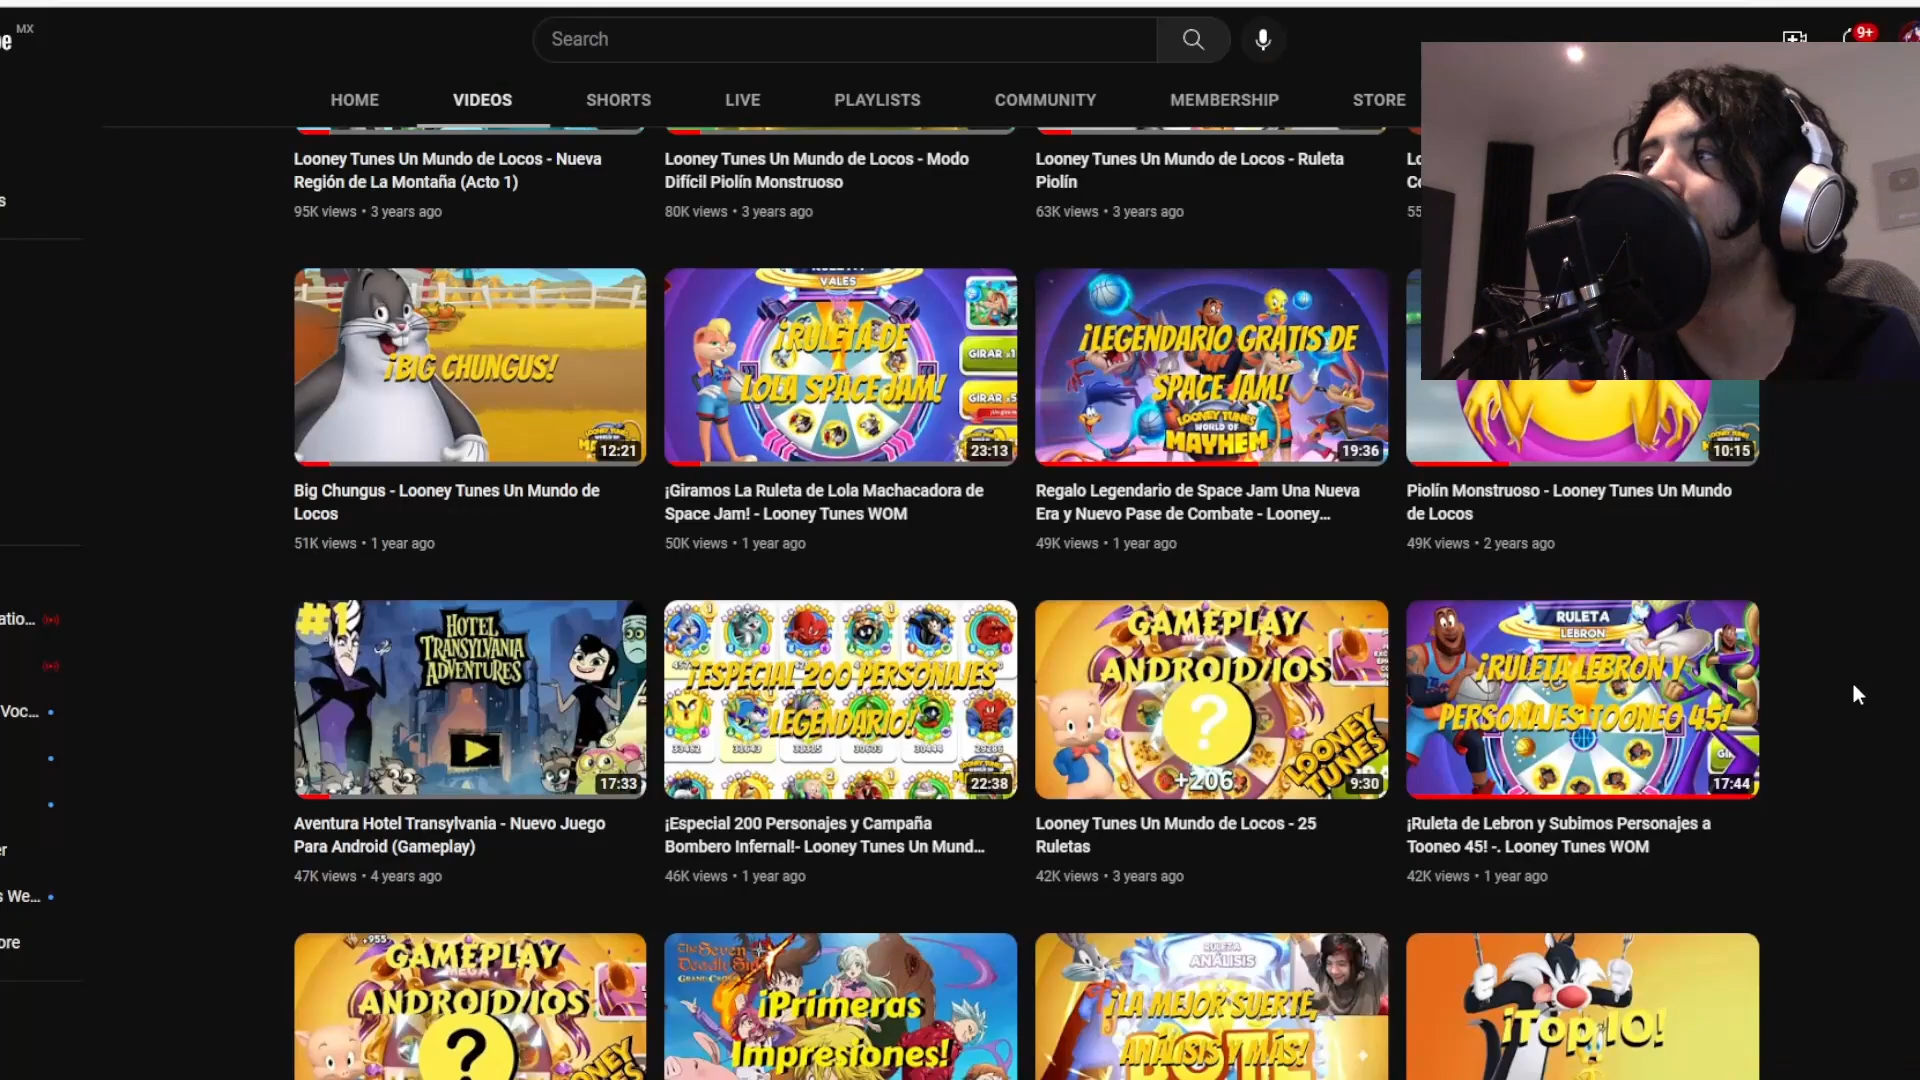 MX
Search
9+
HOME
VIDEOS
SHORTS
LIVE
PLAYLISTS
COMMUNITY
MEMBERSHIP
STORE
Looney Tunes Un Mundo de Locos - Nueva
Región de La Montaña (Acto 1)
95K views • 3 years ago
Looney Tunes Un Mundo de Locos - Modo
Difícil Piolín Monstruoso
80K views • 3 years ago
Looney Tunes Un Mundo de Locos - Ruleta
Piolín
63K views • 3 years ago
¡BIG CHUNGUS!
12:21
VALES
¡RULETA DE
LOLA SPACE JAM!
GIRAR x1
GIRAR x5
23:13
¡LEGENDARIO GRATIS DE
SPACE JAM!
LOONEY TUNES
WORLD OF
MAYHEM
19:36
10:15
Big Chungus - Looney Tunes Un Mundo de
Locos
51K views • 1 year ago
¡Giramos La Ruleta de Lola Machacadora de
Space Jam! - Looney Tunes WOM
50K views • 1 year ago
Regalo Legendario de Space Jam Una Nueva
Era y Nuevo Pase de Combate - Looney...
49K views • 1 year ago
Piolín Monstruoso - Looney Tunes Un Mundo
de Locos
49K views • 2 years ago
#1
HOTEL
TRANSYLVANIA
ADVENTURES
17:33
¡ESPECIAL 200 PERSONAJES
LEGENDARIO!
22:38
GAMEPLAY
ANDROID/IOS
?
+206
LOONEY
TUNES
9:30
RULETA
LEBRON
¡RULETA LEBRON Y
PERSONAJES TOONEO 45!
17:44
Aventura Hotel Transylvania - Nuevo Juego
Para Android (Gameplay)
47K views • 4 years ago
¡Especial 200 Personajes y Campaña
Bombero Infernal!- Looney Tunes Un Mund...
46K views • 1 year ago
Looney Tunes Un Mundo de Locos - 25
Ruletas
42K views • 3 years ago
¡Ruleta de Lebron y Subimos Personajes a
Tooneo 45! -. Looney Tunes WOM
42K views • 1 year ago
+955
GAMEPLAY
ANDROID/IOS
?
The Seven
Deadly Sins
GRAND CROSS
¡Primeras
Impresiones!
RULETA
ANÁLISIS
¡LA MEJOR SUERTE,
ANÁLISIS Y MÁS!
¡Top 10!